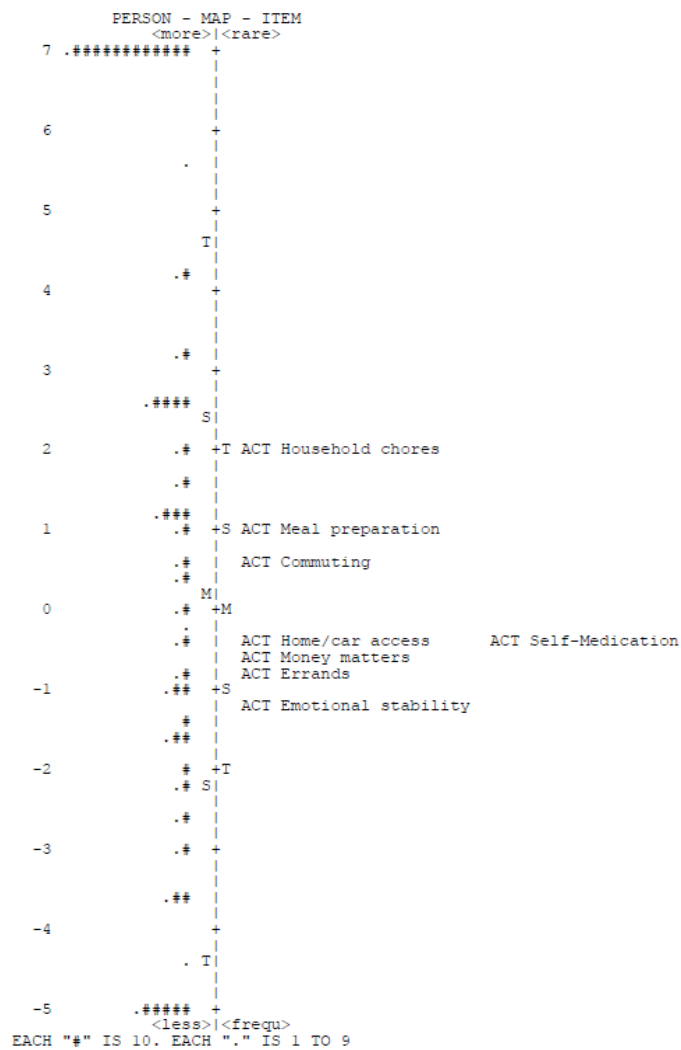 PERSON - MAP - ITEM
<more>|<rare>
7 .############ +
|
|
|
|
6 +
|
. |
|
|
5 +
|
T|
|
.# |
4 +
|
|
|
.# |
3 +
|
.#### |
S|
|
2 .# +T ACT Household chores
|
.# |
|
.### |
1 .# +S ACT Meal preparation
|
.# | ACT Commuting
.# |
M|
0 .# +M
. |
.# | ACT Home/car access ACT Self-Medication
| ACT Money matters
.# | ACT Errands
-1 .## +S
| ACT Emotional stability
# |
.## |
|
-2 # +T
.# S|
|
.# |
|
-3 .# +
|
|
.## |
|
-4 +
|
. T|
|
|
-5 .##### +
<less>|<frequ>
EACH "#" IS 10. EACH "." IS 1 TO 9